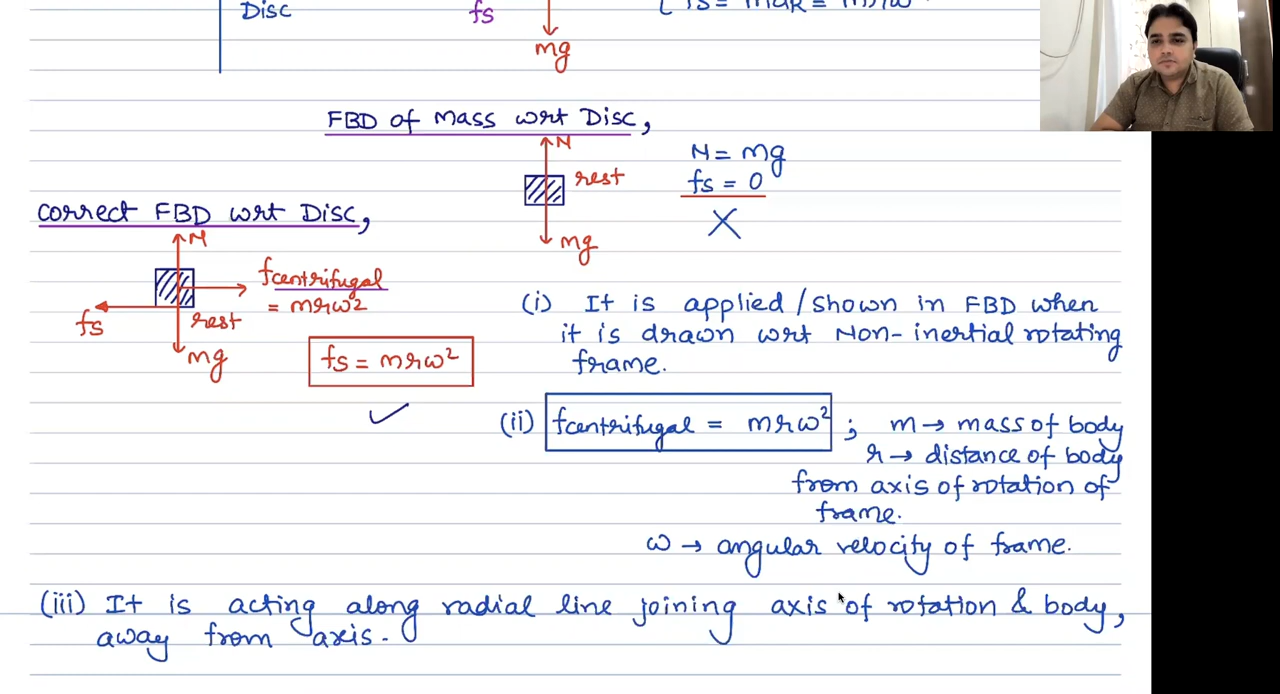 Disc
fs
mg
FBD of mass wrt Disc,
N
rest
mg
N = mg
fs = 0
X
Correct FBD wrt Disc,
N
fcentrifugal
= mrω²
fs
rest
mg
fs = mrω²
(i) It is applied / shown in FBD when
it is drawn wrt Non-inertial rotating
frame.
(ii) fcentrifugal = mrω² ; m → mass of body
r → distance of body
from axis of rotation of
frame.
ω → angular velocity of frame.
(iii) It is acting along radial line joining axis of rotation & body,
away from axis.